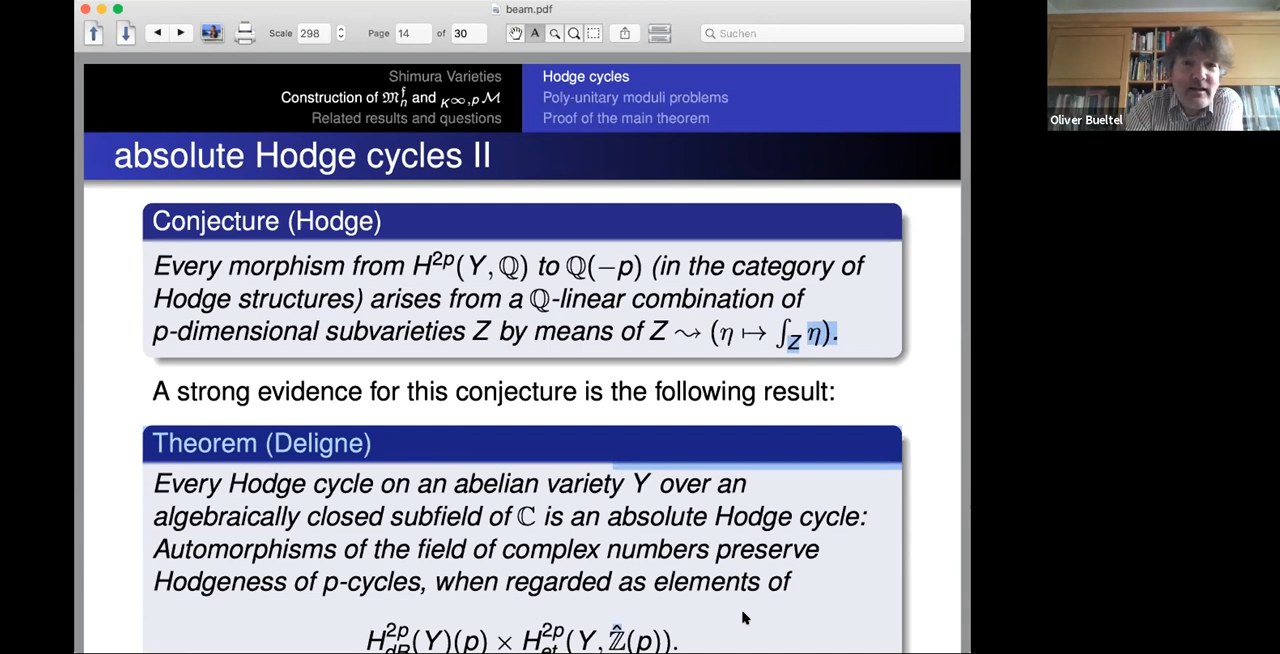 beam.pdf
Scale 298 Page 14 of 30 Suchen
Shimura Varieties
Construction of 𝔐ₙᶠ and K∞,p M
Related results and questions
Hodge cycles
Poly-unitary moduli problems
Proof of the main theorem
absolute Hodge cycles II
Conjecture (Hodge)
Every morphism from H²ᵖ(Y, ℚ) to ℚ(−p) (in the category of
Hodge structures) arises from a ℚ-linear combination of
p-dimensional subvarieties Z by means of Z ⇝ (η ↦ ∫_Z η).
A strong evidence for this conjecture is the following result:
Theorem (Deligne)
Every Hodge cycle on an abelian variety Y over an
algebraically closed subfield of ℂ is an absolute Hodge cycle:
Automorphisms of the field of complex numbers preserve
Hodgeness of p-cycles, when regarded as elements of
H²ᵖ_dR(Y)(p) × H²ᵖ_et(Y, ℤ̂(p)).
Oliver Bueltel